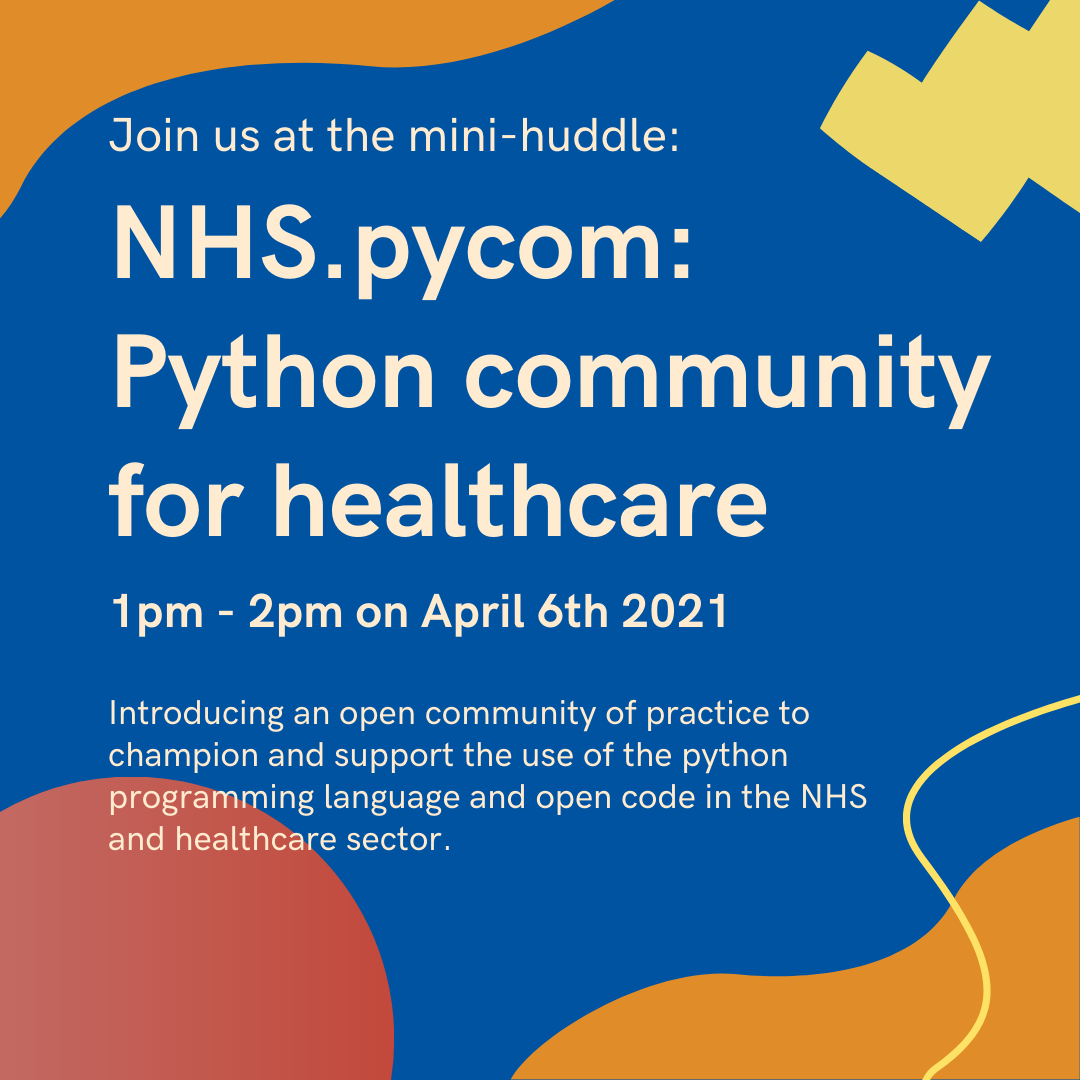 Join us at the mini-huddle:
NHS.pycom:
Python community
for healthcare
1pm - 2pm on April 6th 2021
Introducing an open community of practice to
champion and support the use of the python
programming language and open code in the NHS
and healthcare sector.